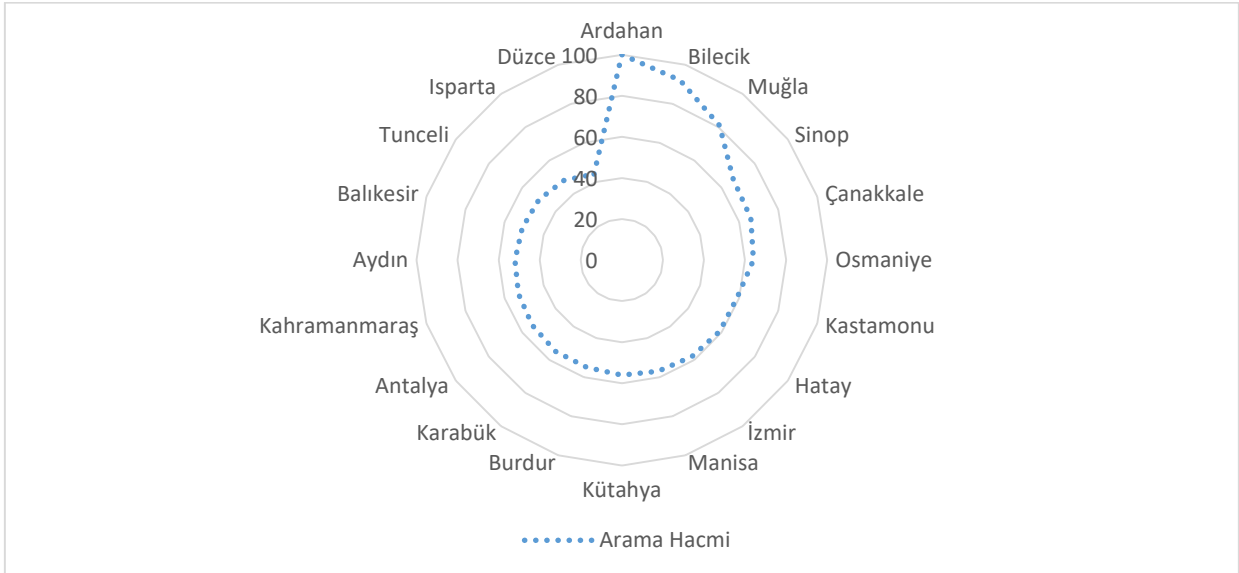 Ardahan
Düzce 100 Bilecik
Isparta Muğla
80
Tunceli 60 Sinop
40
Balıkesir Çanakkale
20
Aydın 0 Osmaniye
Kahramanmaraş Kastamonu
Antalya Hatay
Karabük İzmir
Burdur Manisa
Kütahya
Arama Hacmi